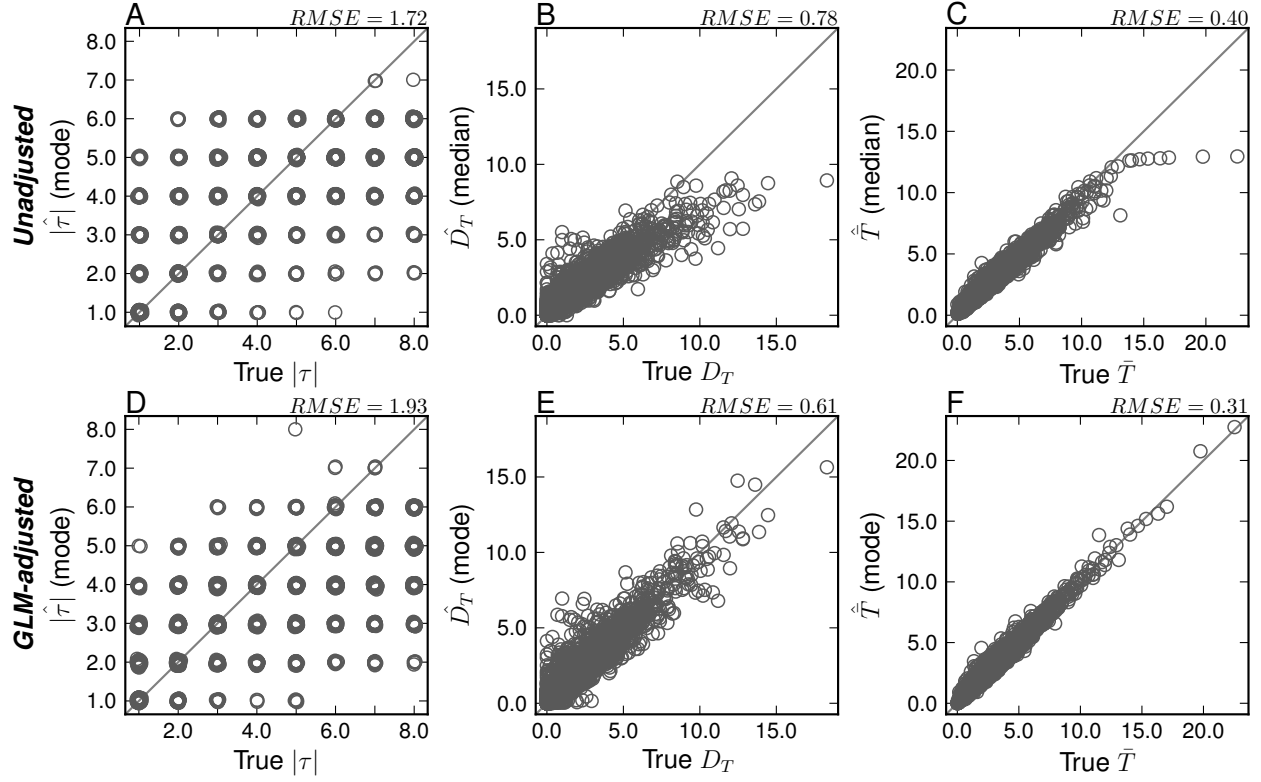 A
RMSE = 1.72
B
RMSE = 0.78
C
RMSE = 0.40
Unadjusted
|τ̂| (mode)
8.0
7.0
6.0
5.0
4.0
3.0
2.0
1.0
2.0 4.0 6.0 8.0
True |τ|
D̂_T (median)
15.0
10.0
5.0
0.0
0.0 5.0 10.0 15.0
True D_T
T̄̂ (median)
20.0
15.0
10.0
5.0
0.0
0.0 5.0 10.0 15.0 20.0
True T̄
D
RMSE = 1.93
E
RMSE = 0.61
F
RMSE = 0.31
GLM-adjusted
|τ̂| (mode)
8.0
7.0
6.0
5.0
4.0
3.0
2.0
1.0
2.0 4.0 6.0 8.0
True |τ|
D̂_T (mode)
15.0
10.0
5.0
0.0
0.0 5.0 10.0 15.0
True D_T
T̄̂ (mode)
20.0
15.0
10.0
5.0
0.0
0.0 5.0 10.0 15.0 20.0
True T̄